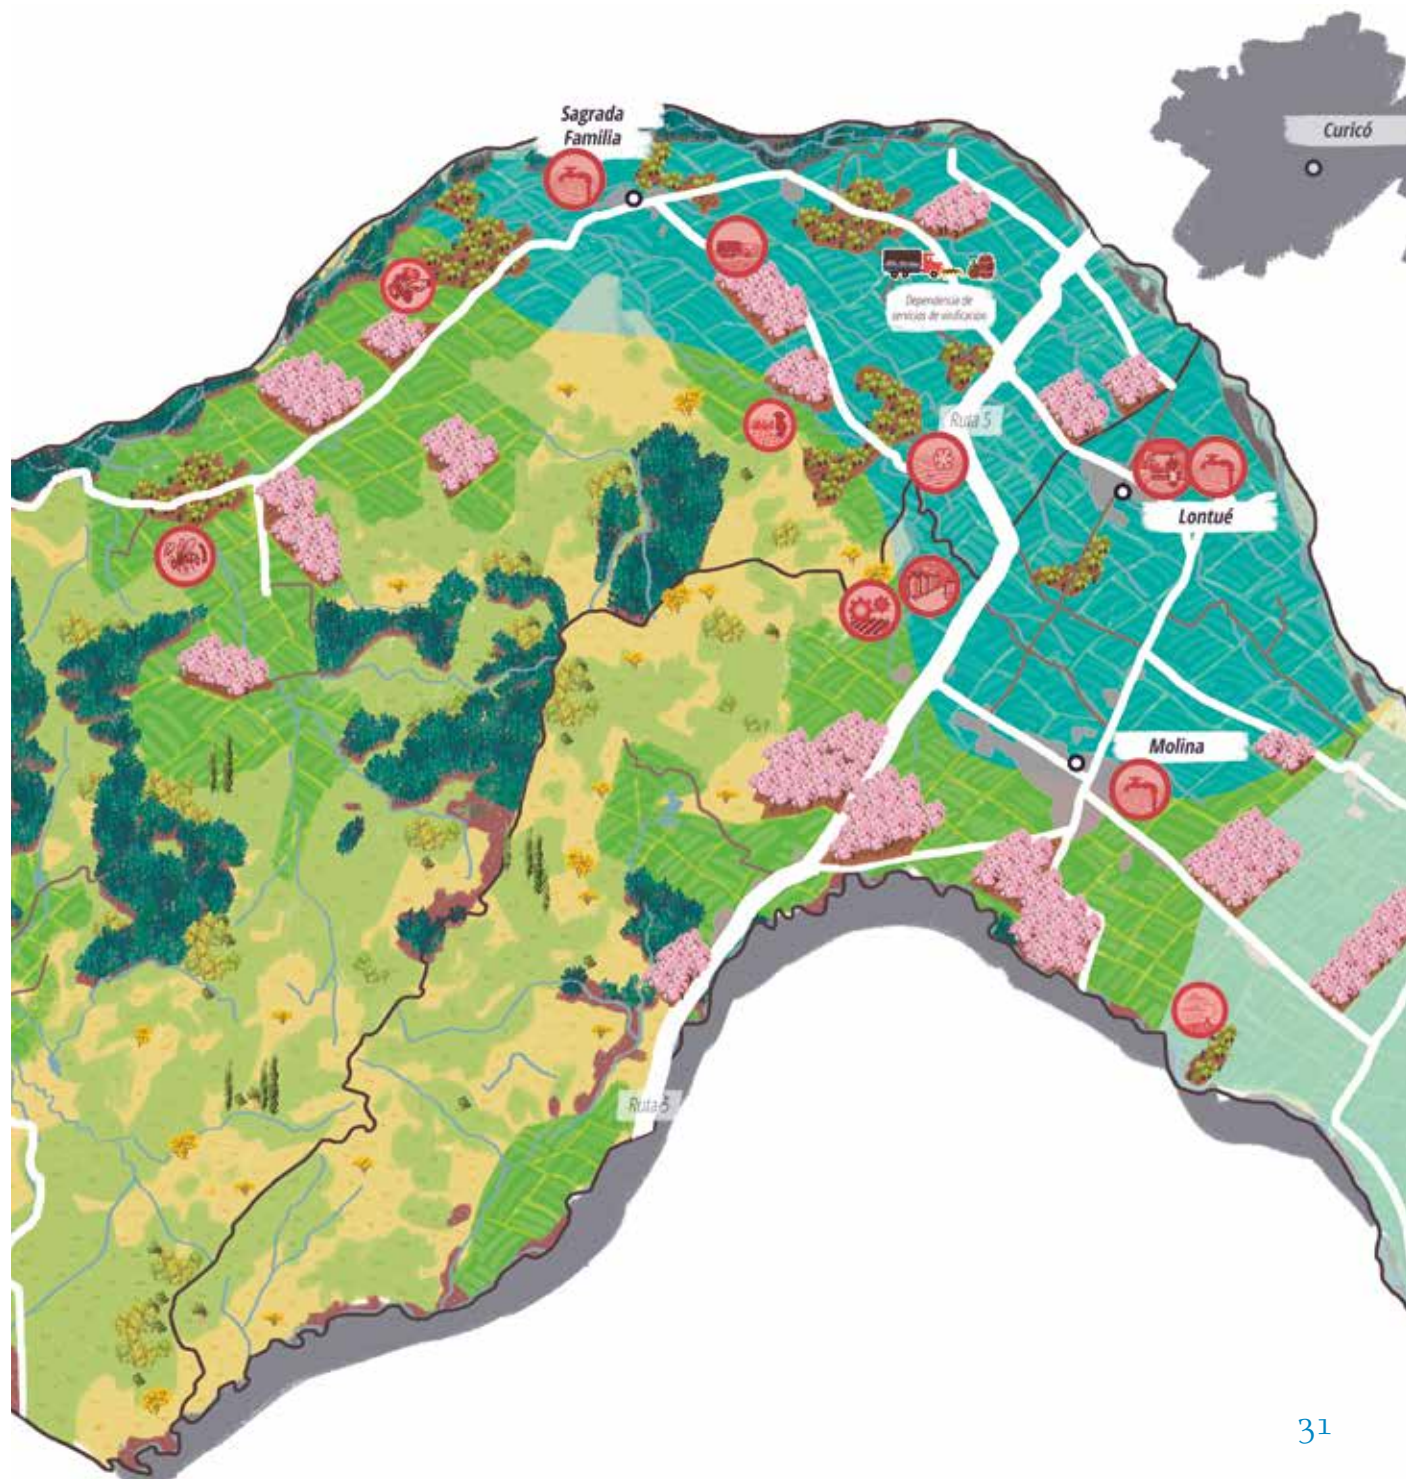 Sagrada
Familia
Curicó
Dependencia de
servicios de vinificación
Ruta 5
Lontué
Molina
Ruta 5
31